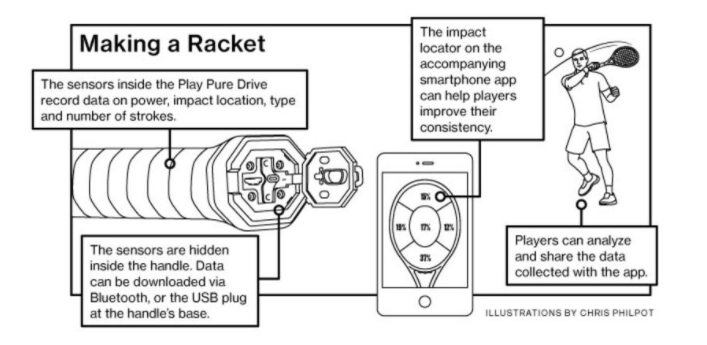 Making a Racket
The sensors inside the Play Pure Drive
record data on power, impact location, type
and number of strokes.
The impact
locator on the
accompanying
smartphone app
can help players
improve their
consistency.
17%
37%
The sensors are hidden
inside the handle. Data
can be downloaded via
Bluetooth, or the USB plug
at the handle's base.
Players can analyze
and share the data
collected with the app.
ILLUSTRATIONS BY CHRIS PHILPOT